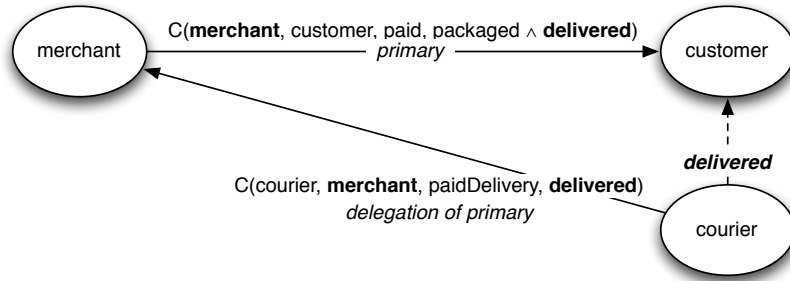 C(merchant, customer, paid, packaged ∧ delivered)
merchant
primary
customer
delivered
C(courier, merchant, paidDelivery, delivered)
delegation of primary
courier